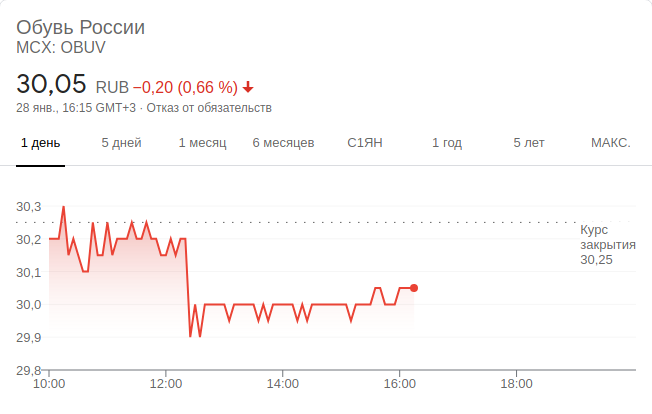 Обувь России
MCX: OBUV
30,05 RUB −0,20 (0,66 %)
28 янв., 16:15 GMT+3 · Отказ от обязательств
1 день 5 дней 1 месяц 6 месяцев С1ЯН 1 год 5 лет МАКС.
30,3
30,2
30,1
30,0
29,9
29,8
Курс
закрытия
30,25
10:00 12:00 14:00 16:00 18:00